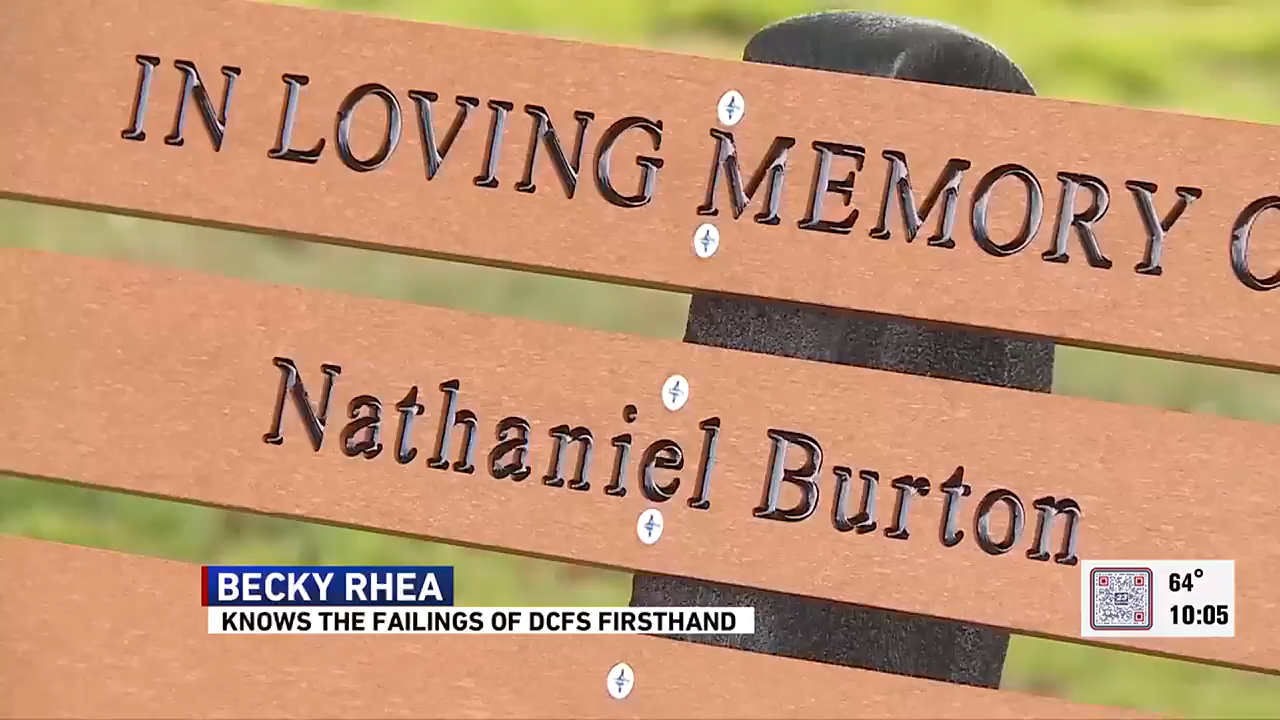 IN LOVING MEMORY O
Nathaniel Burton
BECKY RHEA
KNOWS THE FAILINGS OF DCFS FIRSTHAND
64°
10:05